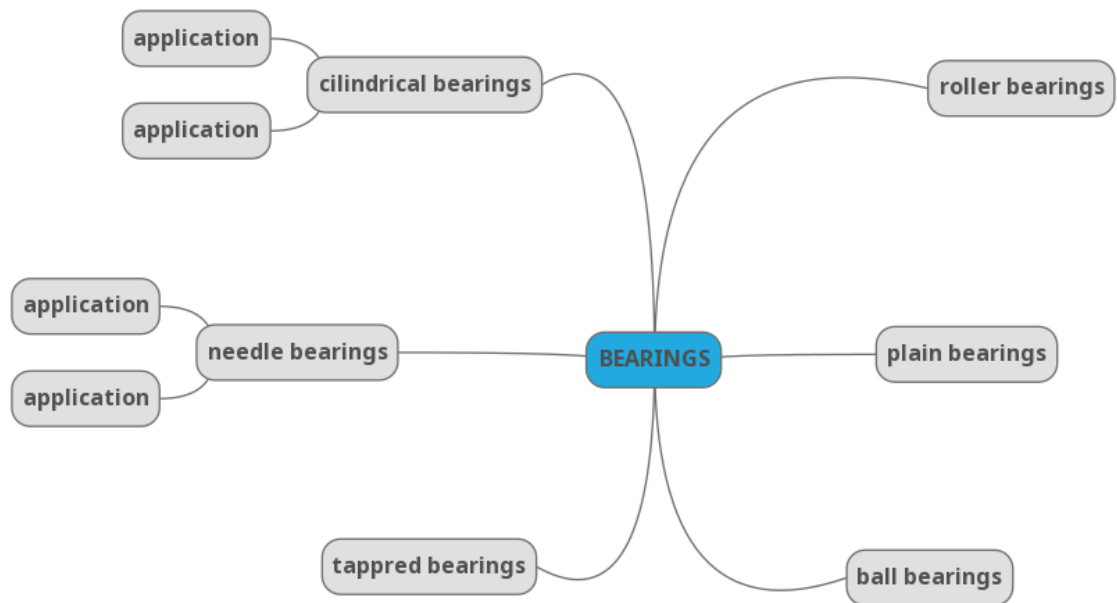 application
cilindrical bearings
application
roller bearings
application
needle bearings
application
BEARINGS
plain bearings
tappred bearings
ball bearings